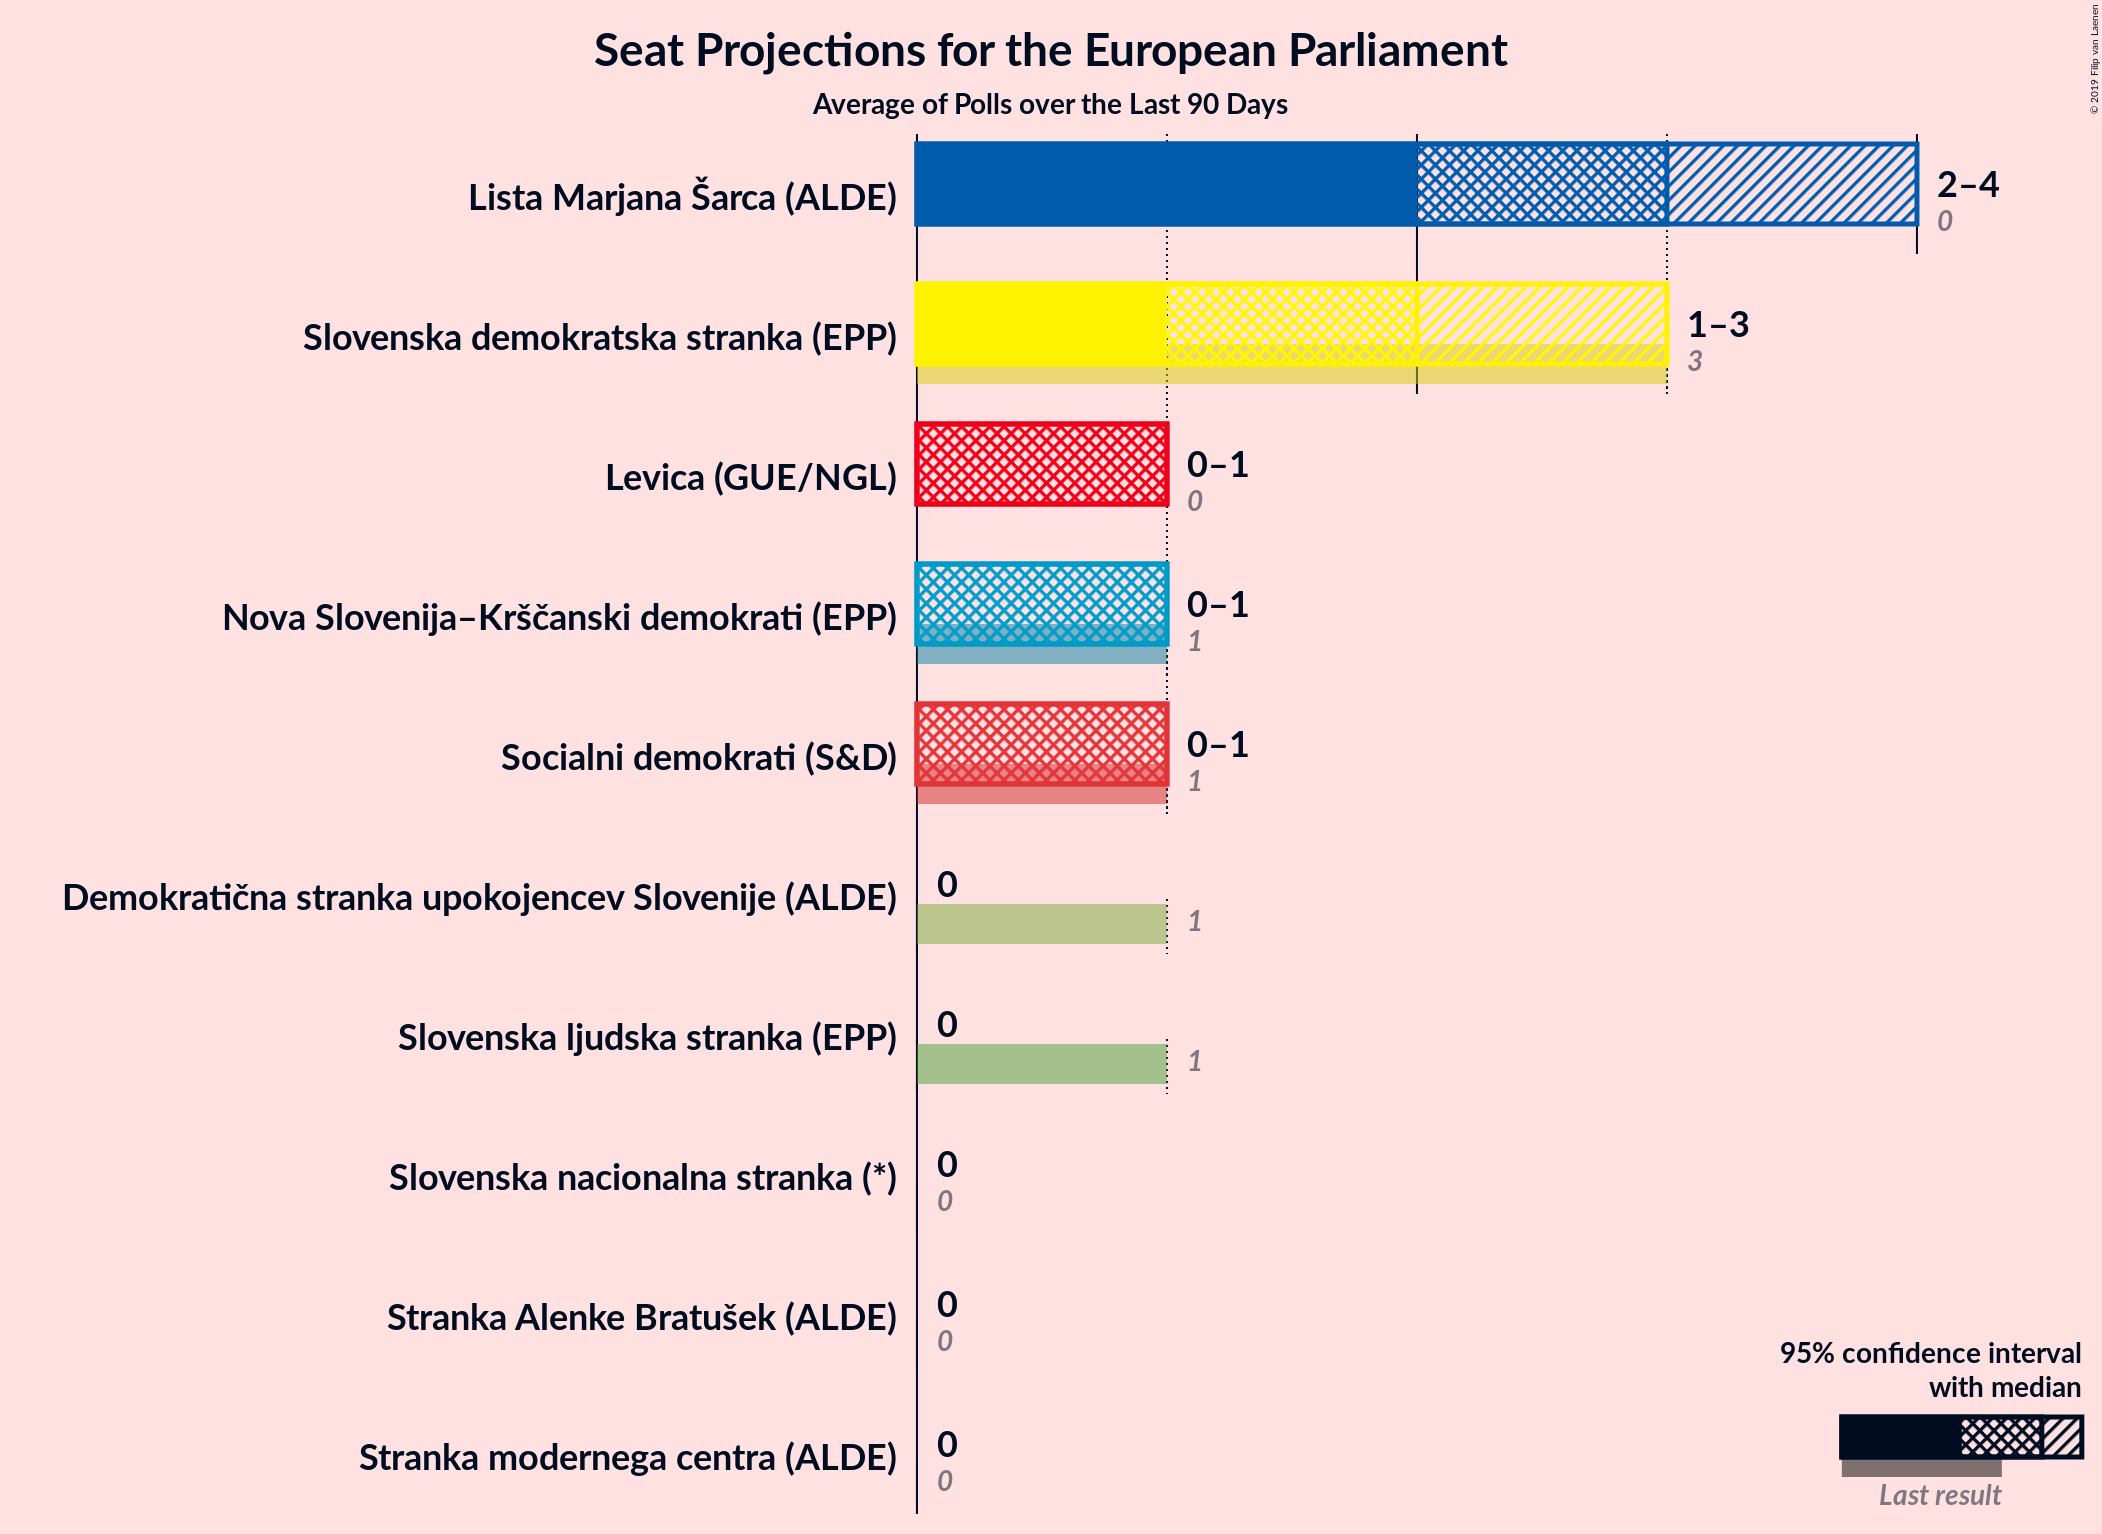 Seat Projections for the European Parliament
Average of Polls over the Last 90 Days
© 2019 Filip van Laenen
Lista Marjana Šarca (ALDE)
2–4
0
Slovenska demokratska stranka (EPP)
1–3
3
Levica (GUE/NGL)
0–1
0
Nova Slovenija–Krščanski demokrati (EPP)
0–1
1
Socialni demokrati (S&D)
0–1
1
Demokratična stranka upokojencev Slovenije (ALDE)
0
1
Slovenska ljudska stranka (EPP)
0
1
Slovenska nacionalna stranka (*)
0
0
Stranka Alenke Bratušek (ALDE)
0
0
Stranka modernega centra (ALDE)
0
0
95% confidence interval
with median
Last result